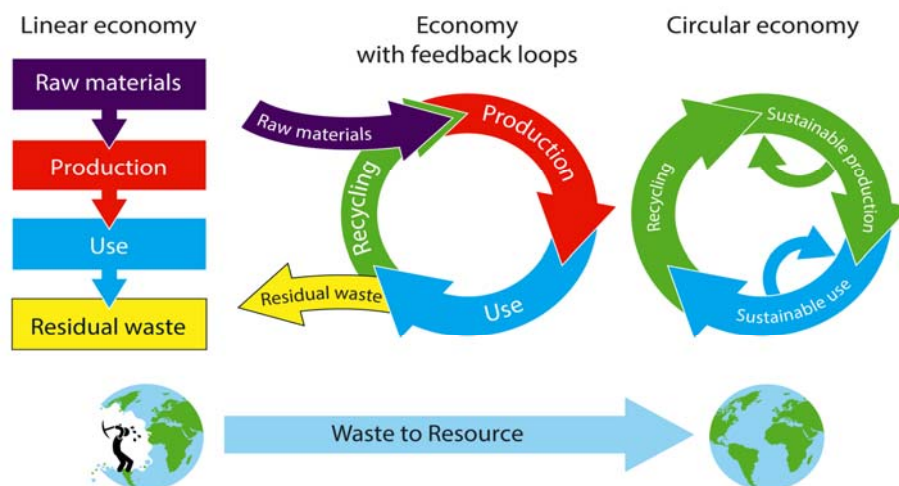 Linear economy
Raw materials
Production
Use
Residual waste
Economy
with feedback loops
Raw materials
Production
Use
Residual waste
Recycling
Circular economy
Sustainable production
Sustainable use
Recycling
Waste to Resource